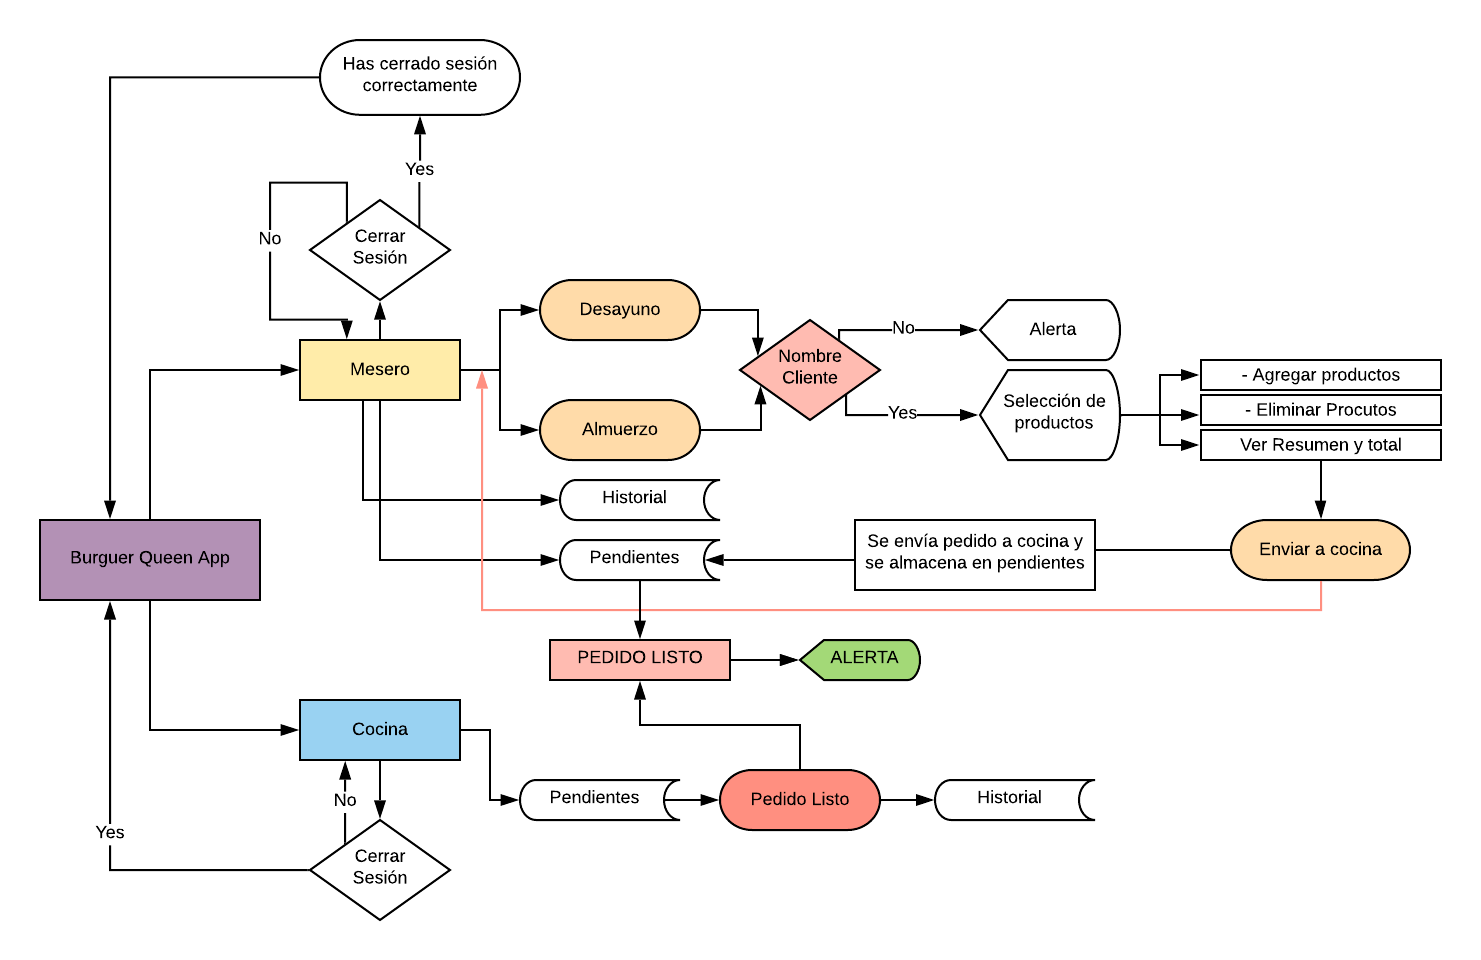 Has cerrado sesión
correctamente
Yes
No
Cerrar
Sesión
Desayuno
No
Alerta
Nombre
Cliente
Mesero
- Agregar productos
Selección de
productos
Yes
- Eliminar Procutos
Almuerzo
Ver Resumen y total
Historial
Burguer Queen App
Pendientes
Se envía pedido a cocina y
se almacena en pendientes
Enviar a cocina
PEDIDO LISTO
ALERTA
Cocina
No
Pendientes
Pedido Listo
Historial
Yes
Cerrar
Sesión